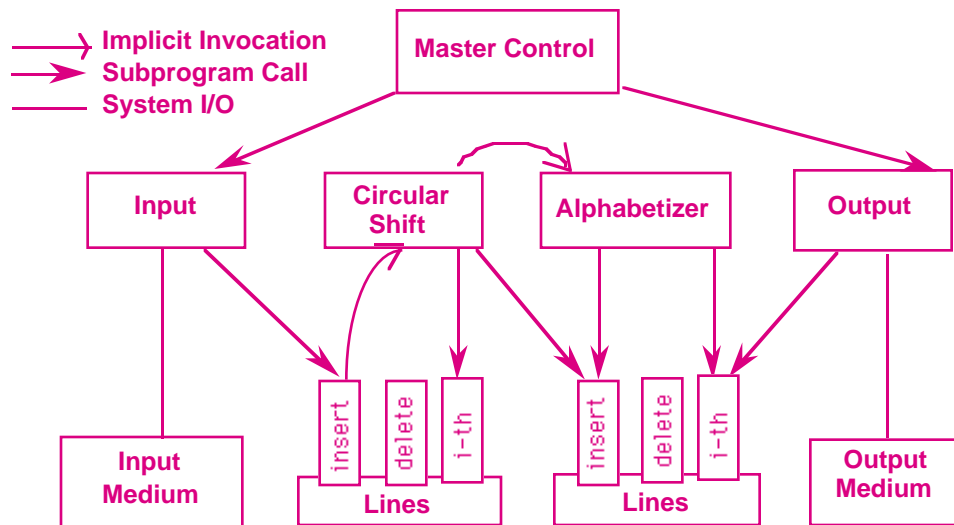 Implicit Invocation
Subprogram Call
System I/O
Master Control
Input
Circular
Shift
Alphabetizer
Output
insert
delete
i-th
insert
delete
i-th
Input
Medium
Lines
Lines
Output
Medium